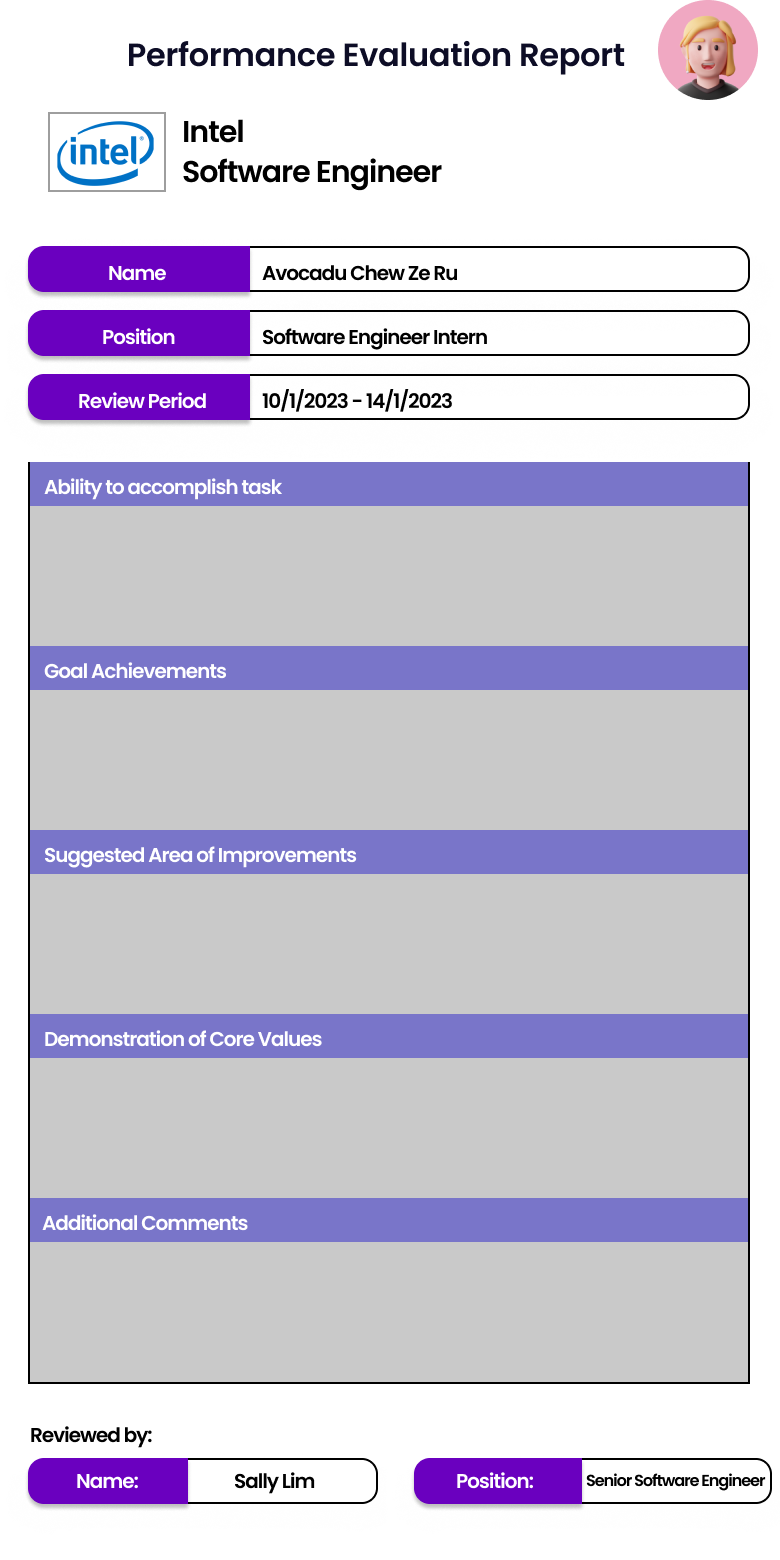 Performance Evaluation Report
intel
Intel
Software Engineer
Name
Avocadu Chew Ze Ru
Position
Software Engineer Intern
Review Period
10/1/2023 - 14/1/2023
Ability to accomplish task
Goal Achievements
Suggested Area of Improvements
Demonstration of Core Values
Additional Comments
Reviewed by:
Name:
Sally Lim
Position:
Senior Software Engineer